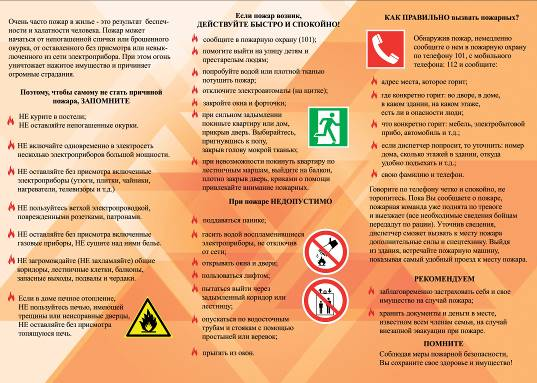 Очень часто пожар в жилье - это результат беспеч-
ности и халатности человека. Пожар может
начаться от непогашенной спички или брошенного
окурка, от оставленного без присмотра или невык-
люченного из сети электроприбора. При этом огонь
уничтожает нажитое имущество и причиняет
огромные страдания.
Поэтому, чтобы самому не стать причиной
пожара, ЗАПОМНИТЕ
НЕ курите в постели;
НЕ оставляйте непогашенные окурки.
НЕ включайте одновременно в электросеть
несколько электроприборов большой мощности.
НЕ оставляйте без присмотра включенные
электроприборы (утюги, плитки, чайники,
нагреватели, телевизоры и т.д.)
НЕ пользуйтесь ветхой электропроводкой,
поврежденными розетками, патронами.
НЕ оставляйте без присмотра включенные
газовые приборы, НЕ сушите над ними белье.
НЕ загромождайте (НЕ захламляйте) общие
коридоры, лестничные клетки, балконы,
запасные выходы, подвалы и чердаки.
Если в доме печное отопление,
НЕ пользуйтесь печью, имеющей
трещины или неисправные дверцы,
НЕ оставляйте без присмотра
топящуюся печь.
Если пожар возник,
ДЕЙСТВУЙТЕ БЫСТРО И СПОКОЙНО!
сообщите в пожарную охрану (101);
помогите выйти на улицу детям и
престарелым людям;
попробуйте водой или плотной тканью
потушить пожар;
отключите электроавтоматы (на щитке);
закройте окна и форточки;
при сильном задымлении
покиньте квартиру или дом,
прикрыв дверь. Выбирайтесь,
пригнувшись к полу,
закрыв голову мокрой тканью;
при невозможности покинуть квартиру по
лестничным маршам, выйдите на балкон,
плотно закрыв дверь, криками о помощи
привлекайте внимание пожарных.
При пожаре НЕДОПУСТИМО
поддаваться панике;
гасить водой воспламенившиеся
электроприборы, не отключив
от сети;
открывать окна и двери;
пользоваться лифтом;
пытаться выйти через
задымленный коридор или
лестницу;
опускаться по водосточным
трубам и стоякам с помощью
простыней или веревок;
прыгать из окон.
КАК ПРАВИЛЬНО вызвать пожарных?
Обнаружив пожар, немедленно
сообщите о нем в пожарную охрану
по телефону 101, с мобильного
телефона: 112 и сообщите:
адрес места, которое горит;
где конкретно горит: во дворе, в доме,
в каком здании, на каком этаже,
есть ли в опасности люди;
что конкретно горит: мебель, электробытовой
прибор, автомобиль и т.д.;
если диспетчер попросит, то уточнить: номер
дома, сколько этажей в здании, откуда
удобно подъехать и т.д.;
свою фамилию и телефон.
Говорите по телефону четко и спокойно, не
торопитесь. Пока Вы сообщаете о пожаре,
пожарная команда уже поднята по тревоге
и выезжает (все необходимые сведения бойцам
передадут по рации). Уточнив сведения,
диспетчер сможет вызвать к месту пожара
дополнительные силы и спецтехнику. Выйдя
из здания, встречайте пожарную машину,
показывая самый удобный проезд к месту пожара.
РЕКОМЕНДУЕМ
заблаговременно застраховать себя и свое
имущество на случай пожара;
хранить документы и деньги в месте,
известном всем членам семьи, на случай
внезапной эвакуации при пожаре.
ПОМНИТЕ
Соблюдая меры пожарной безопасности,
Вы сохраните свое здоровье и имущество!